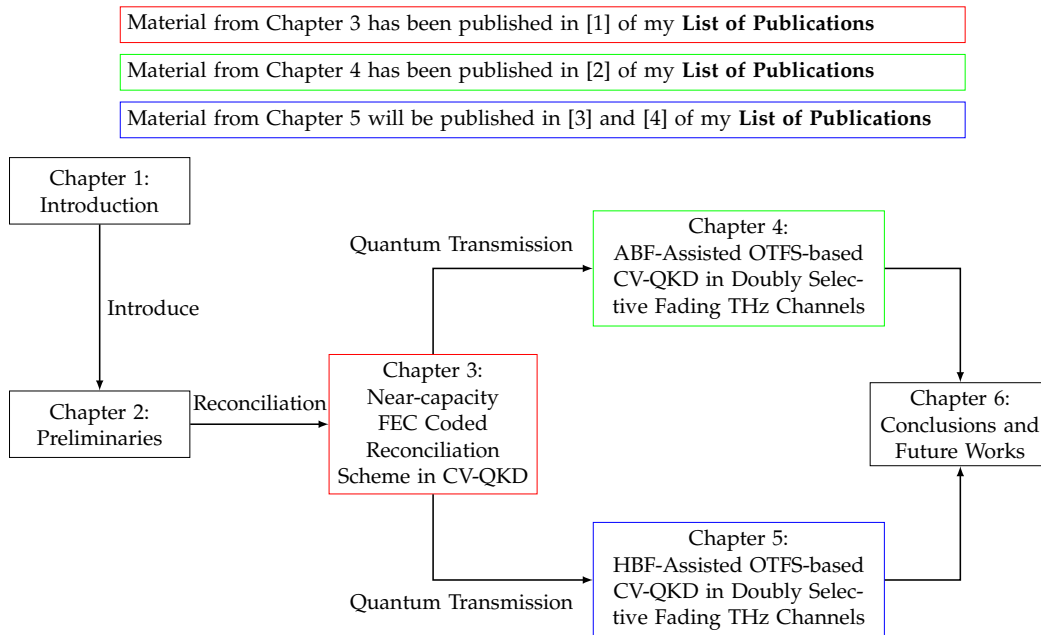 Material from Chapter 3 has been published in [1] of my List of Publications
Material from Chapter 4 has been published in [2] of my List of Publications
Material from Chapter 5 will be published in [3] and [4] of my List of Publications
Chapter 1:
Introduction
Introduce
Chapter 2:
Preliminaries
Reconciliation
Chapter 3:
Near-capacity
FEC Coded
Reconciliation
Scheme in CV-QKD
Quantum Transmission
Chapter 4:
ABF-Assisted OTFS-based
CV-QKD in Doubly Selec-
tive Fading THz Channels
Quantum Transmission
Chapter 5:
HBF-Assisted OTFS-based
CV-QKD in Doubly Selec-
tive Fading THz Channels
Chapter 6:
Conclusions and
Future Works